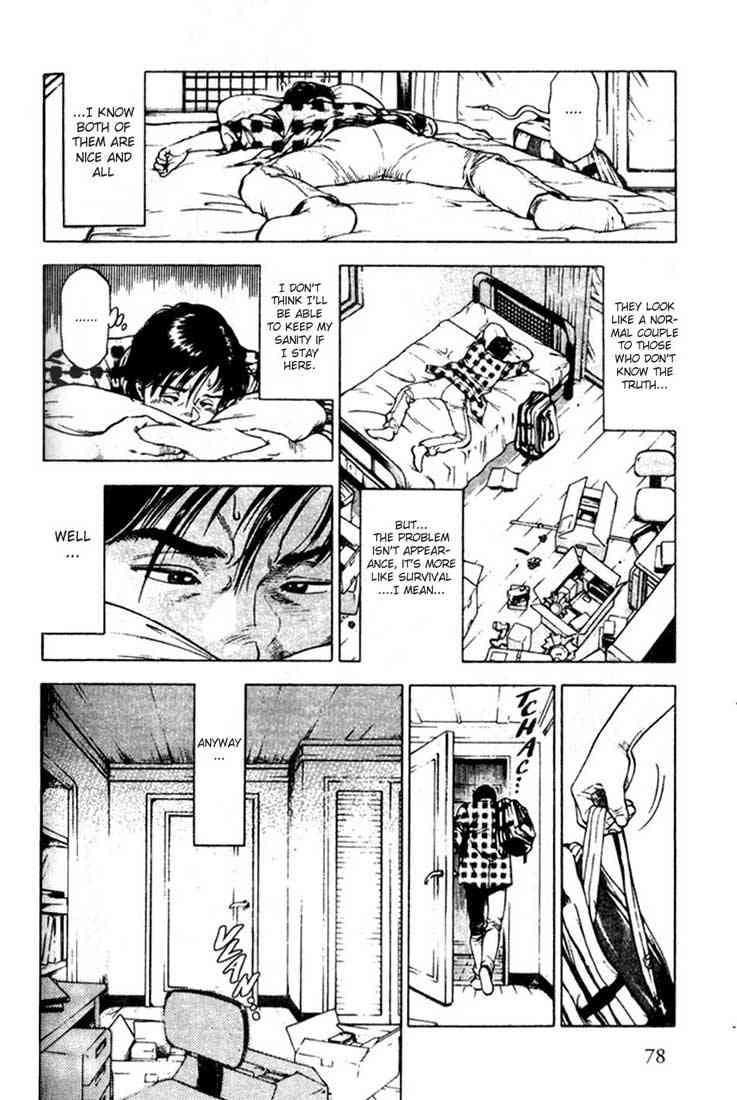 ....
...I KNOW
BOTH OF
THEM ARE
NICE AND
ALL
THEY LOOK
LIKE A NOR-
MAL COUPLE
TO THOSE
WHO DON'T
KNOW THE
TRUTH...
BUT...
THE PROBLEM
ISN'T APPEAR-
ANCE, IT'S MORE
LIKE SURVIVAL
....I MEAN...
I DON'T
THINK I'LL
BE ABLE
TO KEEP MY
SANITY IF
I STAY
HERE.
......
WELL
...
TCHAC...
ANYWAY
...
VLAN!
78